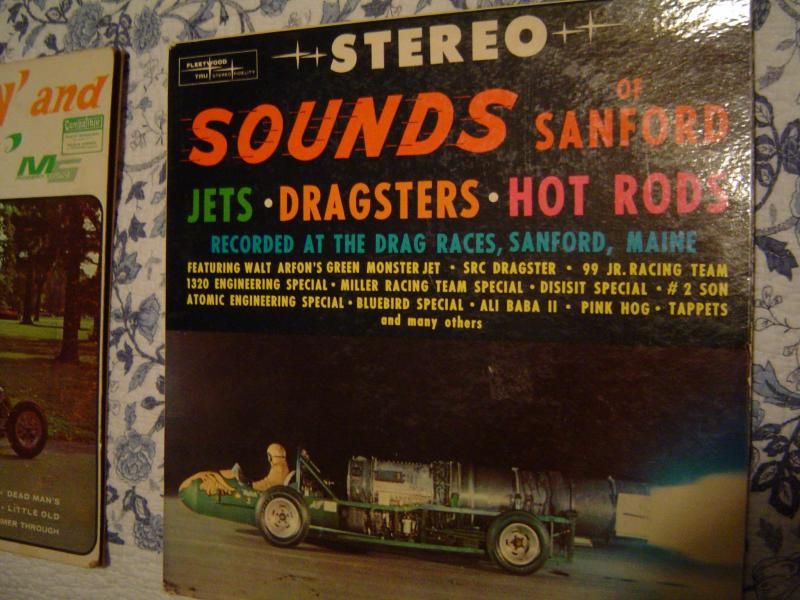 STEREO
FLEETWOOD
TRU STEREO FIDELITY
SOUNDS OF SANFORD
JETS • DRAGSTERS • HOT RODS
RECORDED AT THE DRAG RACES, SANFORD, MAINE
FEATURING WALT ARFON'S GREEN MONSTER JET • SRC DRAGSTER • 99 JR. RACING TEAM
1320 ENGINEERING SPECIAL • MILLER RACING TEAM SPECIAL • DISISIT SPECIAL • # 2 SON
ATOMIC ENGINEERING SPECIAL • BLUEBIRD SPECIAL • ALI BABA II • PINK HOG • TAPPETS
and many others
and
DEAD MAN'S
• LITTLE OLD
THROUGH